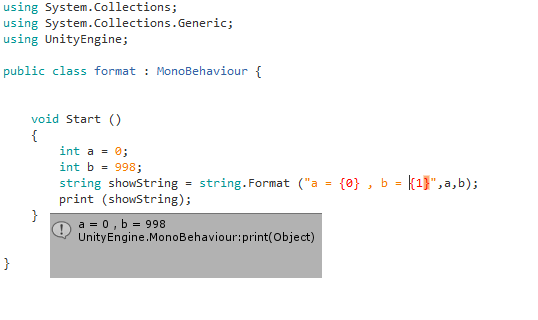 using System.Collections;
using System.Collections.Generic;
using UnityEngine;
public class format : MonoBehaviour {
void Start ()
{
int a = 0;
int b = 998;
string showString = string.Format ("a = {0} , b = {1}",a,b);
print (showString);
}
a = 0 , b = 998
UnityEngine.MonoBehaviour:print(Object)
}